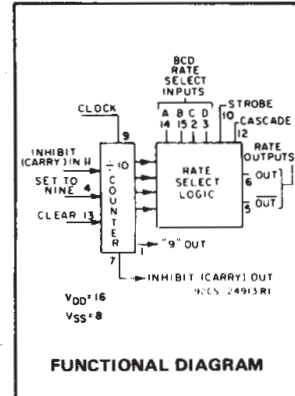 BCD
RATE
SELECT
INPUTS
CLOCK
A B C D
14 15 2 3
STROBE
10
CASCADE
12
9
RATE
OUTPUTS
INHIBIT
(CARRY) IN 11
÷10
COUNTER
SET TO
NINE 4
CLEAR 13
RATE
SELECT
LOGIC
6 OUT
5 OUT
1 "9" OUT
7
INHIBIT (CARRY) OUT
92CS-24913R1
VDD=16
VSS=8
FUNCTIONAL DIAGRAM